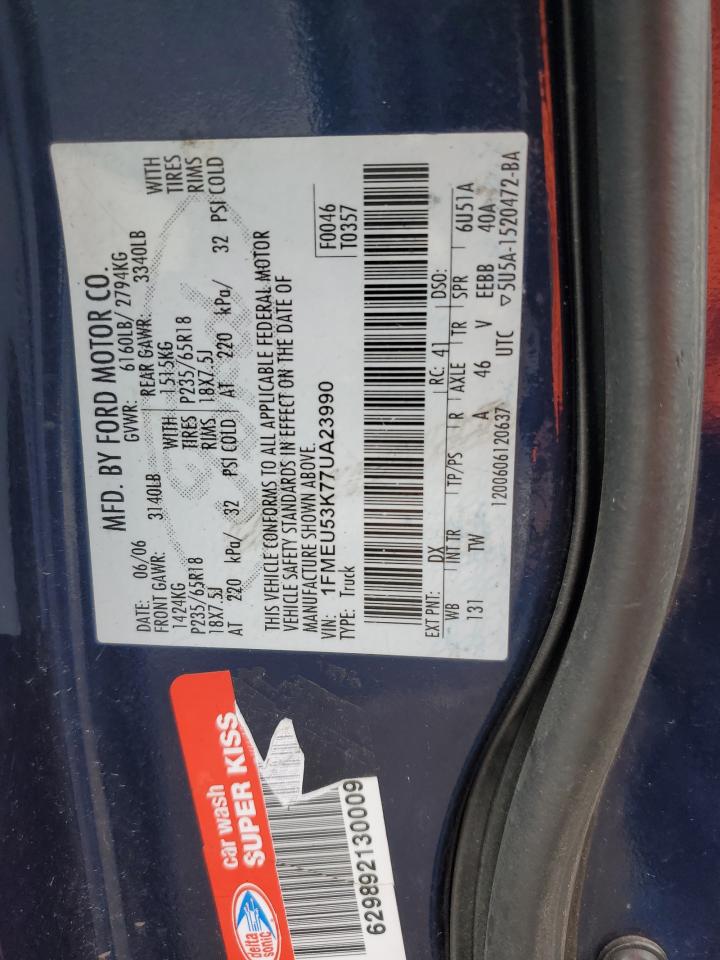 MFD. BY FORD MOTOR CO.
DATE: 06/06 GVWR: 6160LB/ 2794KG
FRONT GAWR: 3140LB REAR GAWR: 3340LB
1424KG WITH 1515KG WITH
P235/65R18 TIRES P235/65R18 TIRES
18X7.5J RIMS 18X7.5J RIMS
AT 220 kPa/ 32 PSI COLD AT 220 kPa/ 32 PSI COLD
THIS VEHICLE CONFORMS TO ALL APPLICABLE FEDERAL MOTOR
VEHICLE SAFETY STANDARDS IN EFFECT ON THE DATE OF
MANUFACTURE SHOWN ABOVE.
VIN: 1FMEU53K77UA23990
TYPE: Truck
F0046
T0357
EXT PNT: DX RC: 41 DSO:
WB INT TR TP/PS R AXLE TR SPR 6U51A
131 TW A 46 V EEBB 40A
1200606120637 UTC ▽5U5A-1520472-BA
car wash
SUPER KISS
delta
sonic
629892130009